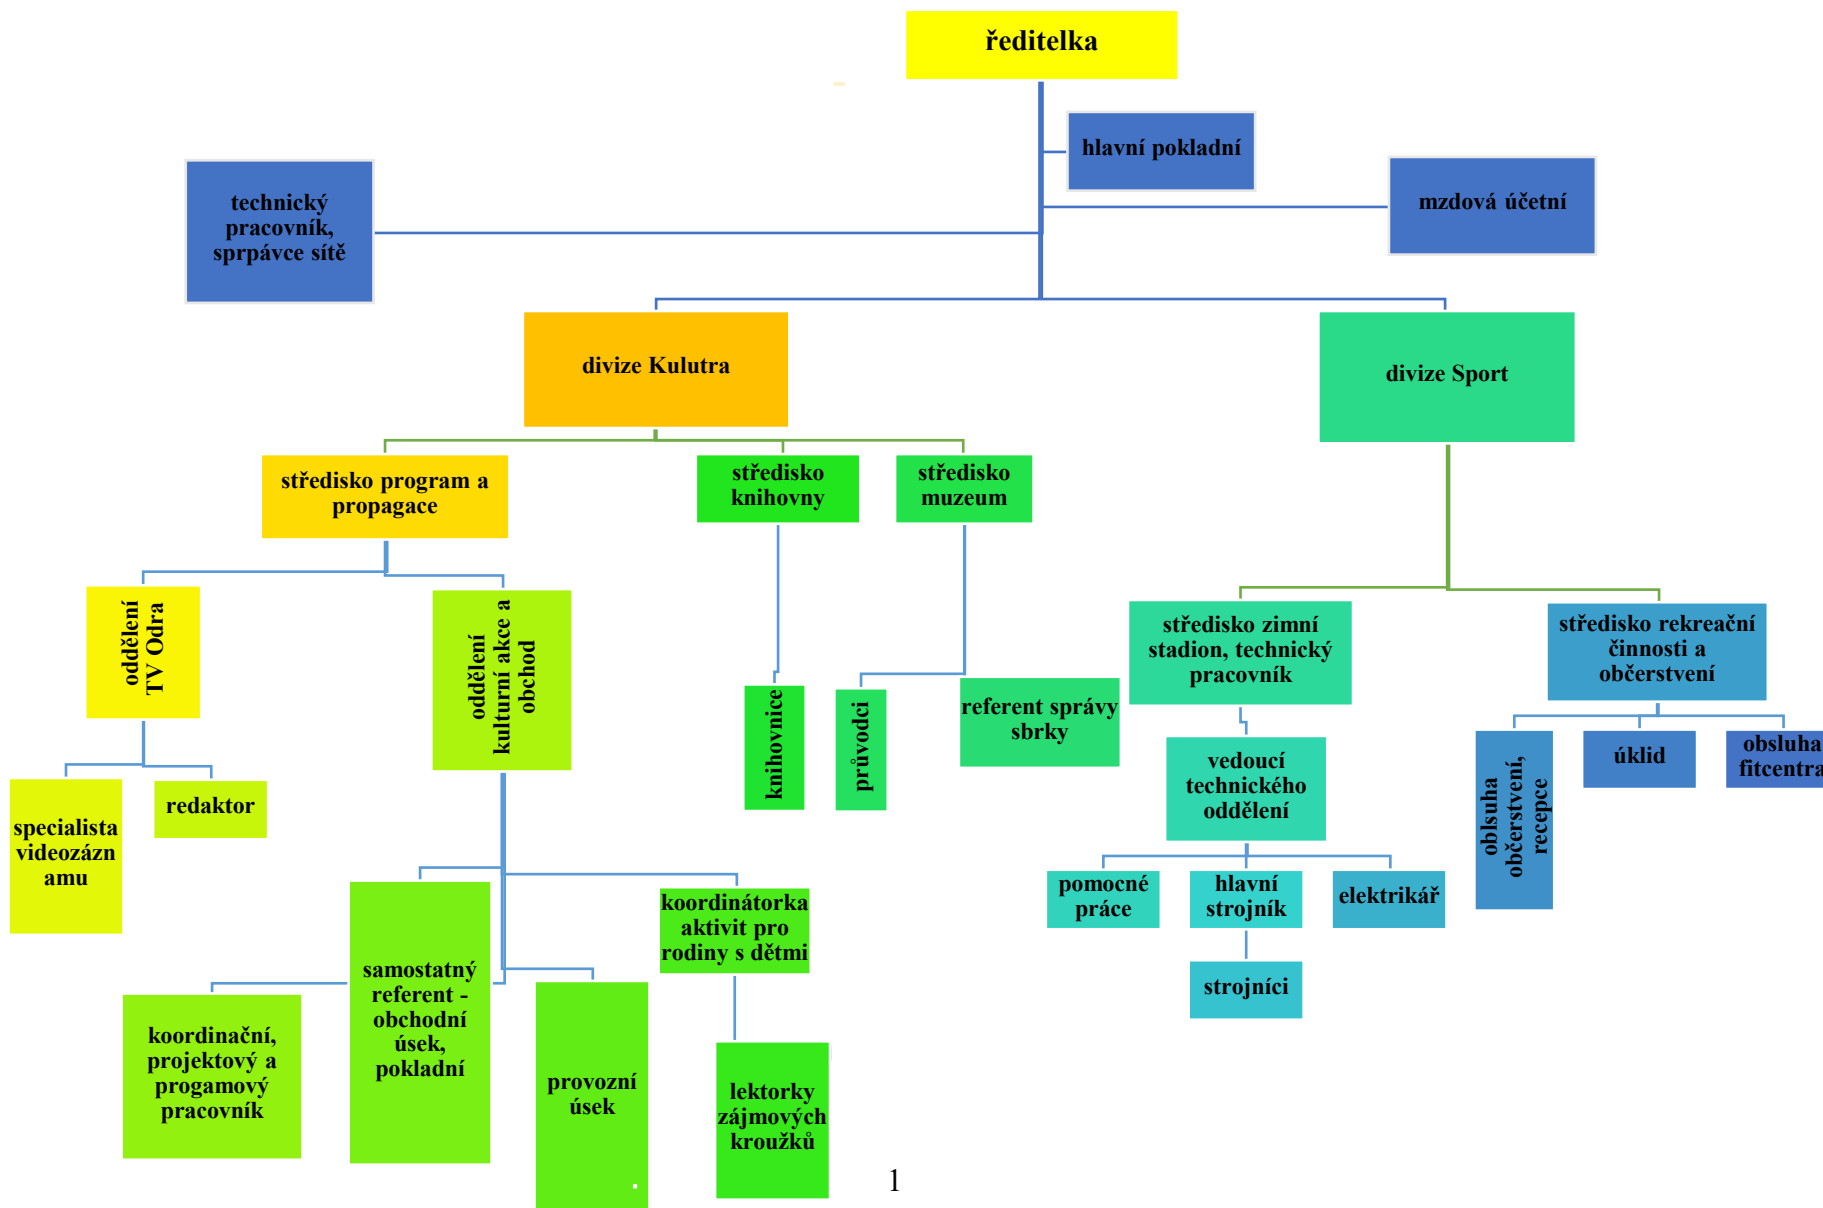 ředitelka
hlavní pokladní
mzdová účetní
technický
pracovník,
sprpávce sítě
divize Kulutra
divize Sport
středisko program a
propagace
středisko
knihovny
středisko
muzeum
oddělení
TV Odra
oddělení
kulturní akce a
obchod
středisko zimní
stadion, technický
pracovník
středisko rekreační
činnosti a
občerstvení
knihovnice
průvodci
referent správy
sbrky
vedoucí
technického
oddělení
oblsuha
občerstvení,
recepce
úklid
obsluha
fitcentra
specialista
videozázn
amu
redaktor
pomocné
práce
hlavní
strojník
elektrikář
strojníci
koordinátorka
aktivit pro
rodiny s dětmi
samostatný
referent -
obchodní
úsek,
pokladní
koordinační,
projektový a
progamový
pracovník
provozní
úsek
.
lektorky
zájmových
kroužků
1